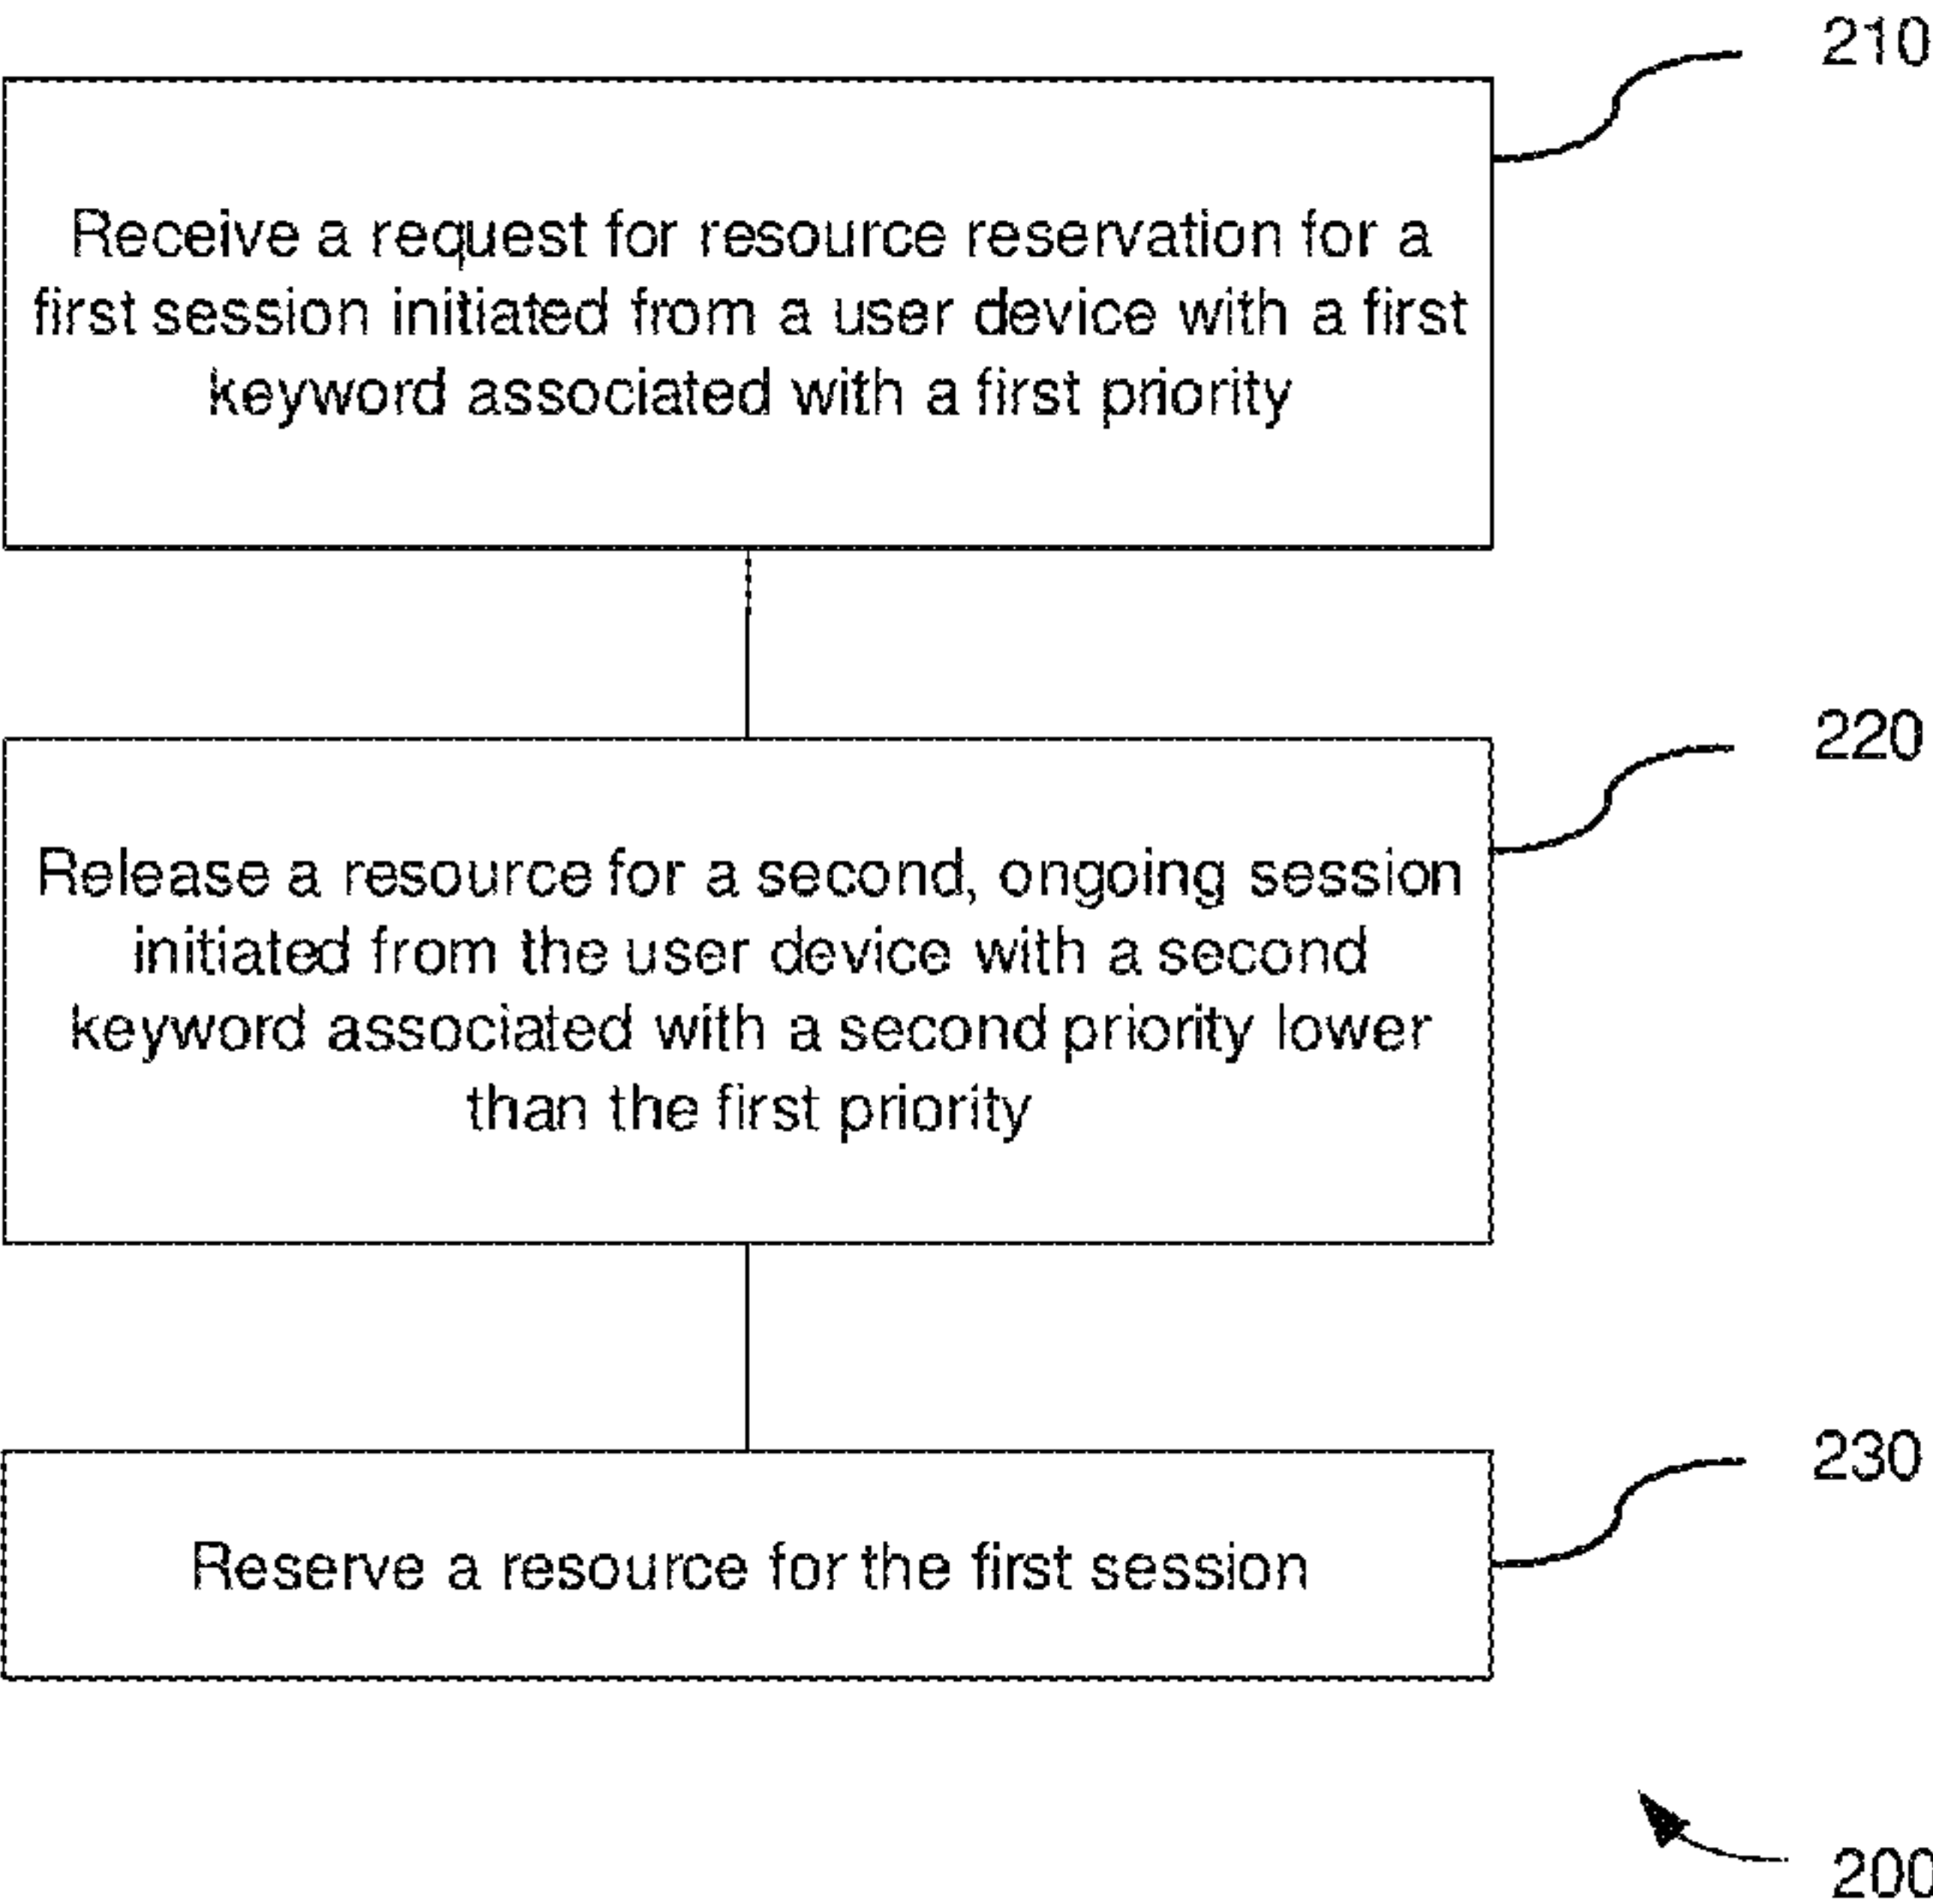 210
Receive a request for resource reservation for a
first session initiated from a user device with a first
keyword associated with a first priority
220
Release a resource for a second, ongoing session
initiated from the user device with a second
keyword associated with a second priority lower
than the first priority
230
Reserve a resource for the first session
200